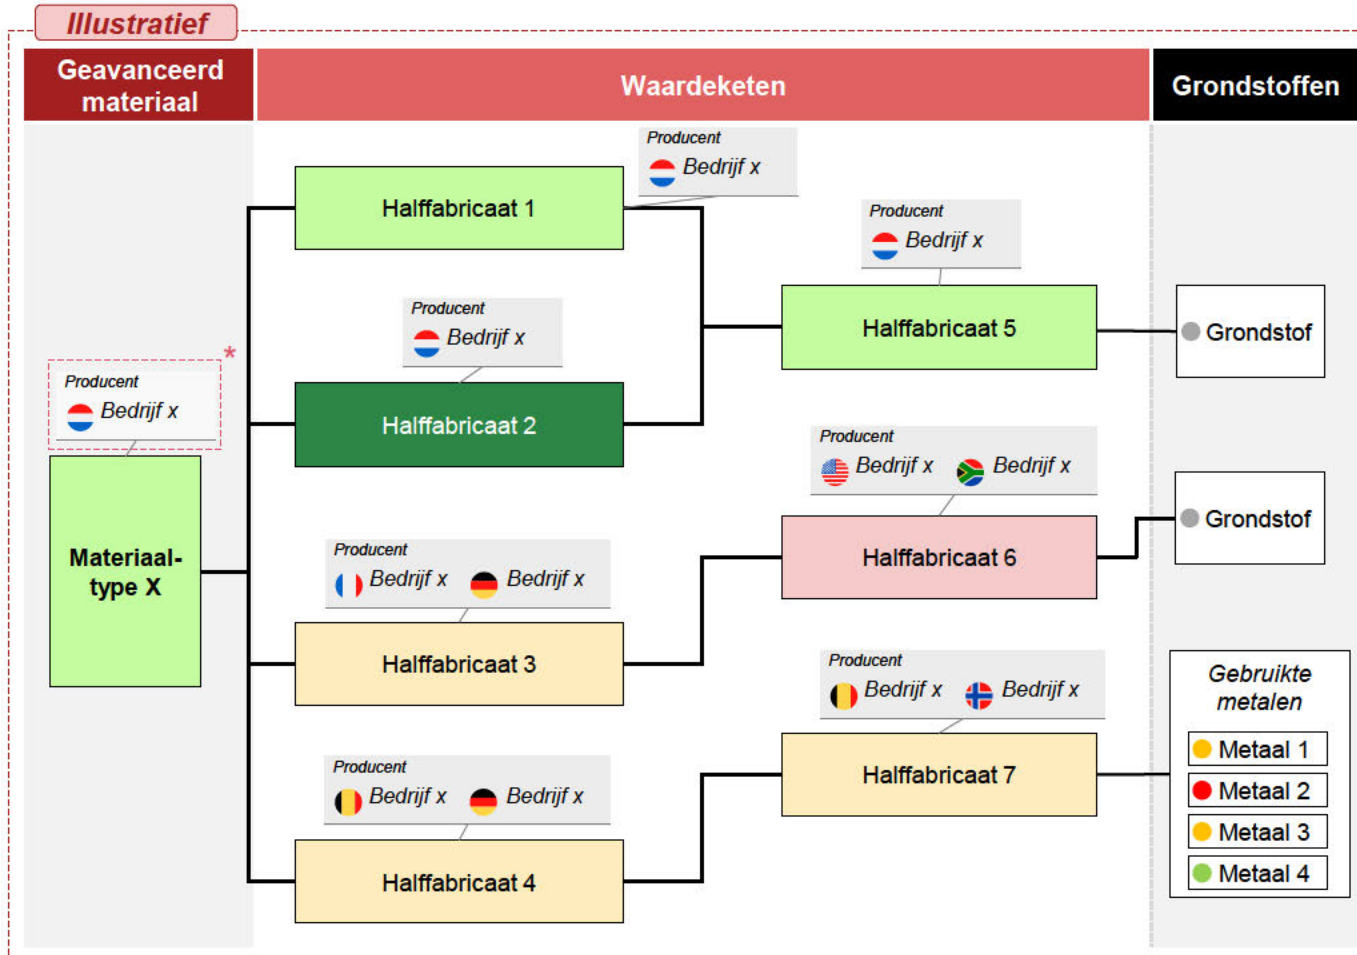 Illustratief
Geavanceerd
materiaal
Waardeketen
Grondstoffen
Producent
Bedrijf x
Halffabricaat 1
Producent
Bedrijf x
Producent
Bedrijf x
Halffabricaat 5
Grondstof
Halffabricaat 2
*
Producent
Bedrijf x
Materiaal-
type X
Producent
Bedrijf x Bedrijf x
Halffabricaat 6
Grondstof
Producent
Bedrijf x Bedrijf x
Halffabricaat 3
Producent
Bedrijf x Bedrijf x
Halffabricaat 7
Gebruikte
metalen
Metaal 1
Metaal 2
Metaal 3
Metaal 4
Producent
Bedrijf x Bedrijf x
Halffabricaat 4